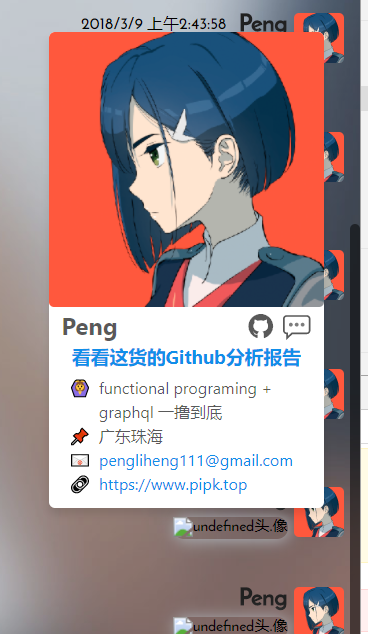 2018/3/9 上午2:43:58 Peng
Peng
看看这货的Github分析报告
functional programing +
graphql 一撸到底
广东珠海
pengliheng111@gmail.com
https://www.pipk.top
undefined头像
Peng
undefined头像